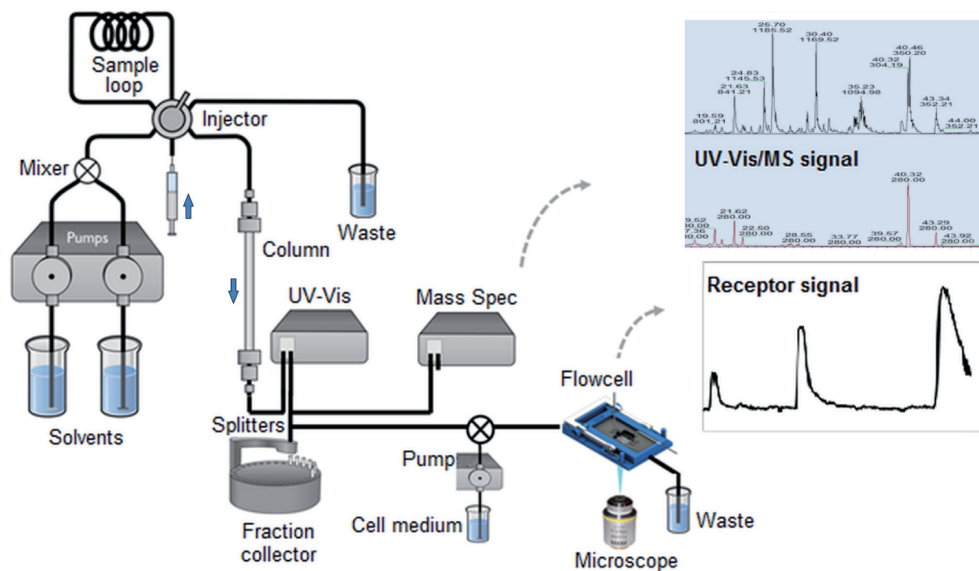 Sample
loop
Injector
Mixer
Pumps
Waste
Column
UV-Vis
Mass Spec
Solvents
Splitters
Fraction
collector
Pump
Cell medium
Flowcell
Microscope
Waste
25.70
1185.52
30.40
1169.52
40.46
350.20
40.32
304.19
24.83
1145.53
21.63
841.21
35.23
1094.98
43.34
352.21
19.59
801.21
44.00
352.21
UV-Vis/MS signal
40.32
280.00
21.62
280.00
43.29
280.00
22.50
280.00
28.55
280.00
33.77
280.00
39.57
280.00
43.92
280.00
Receptor signal